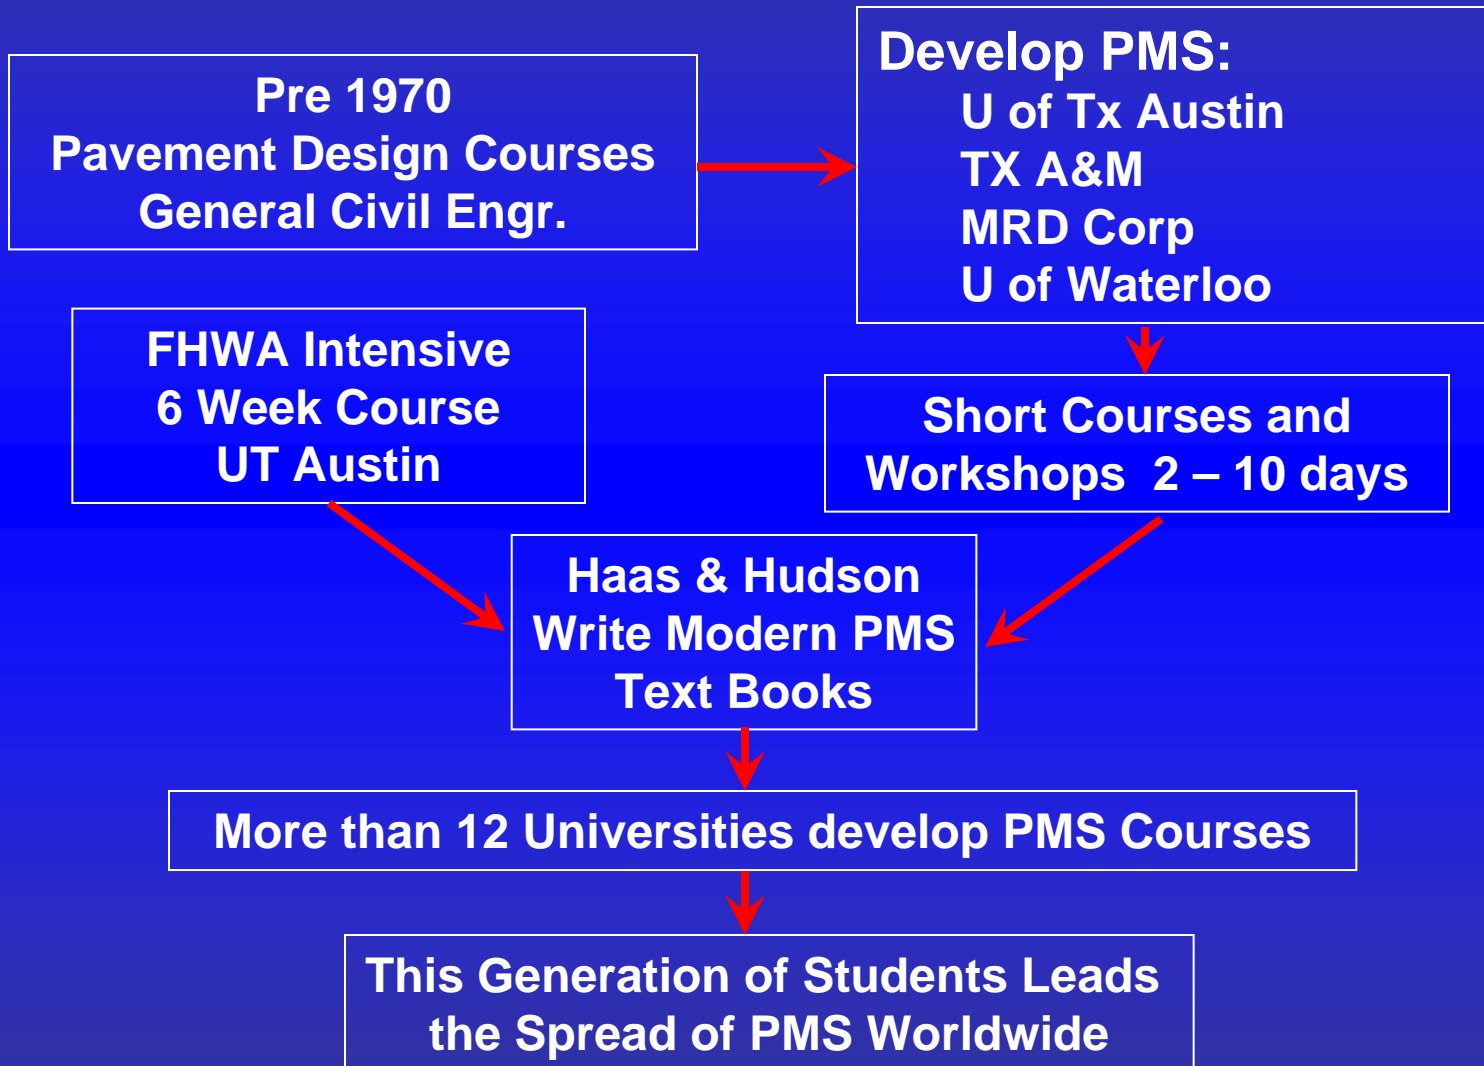 Pre 1970
Pavement Design Courses
General Civil Engr.
Develop PMS:
U of Tx Austin
TX A&M
MRD Corp
U of Waterloo
FHWA Intensive
6 Week Course
UT Austin
Short Courses and
Workshops 2 – 10 days
Haas & Hudson
Write Modern PMS
Text Books
More than 12 Universities develop PMS Courses
This Generation of Students Leads
the Spread of PMS Worldwide